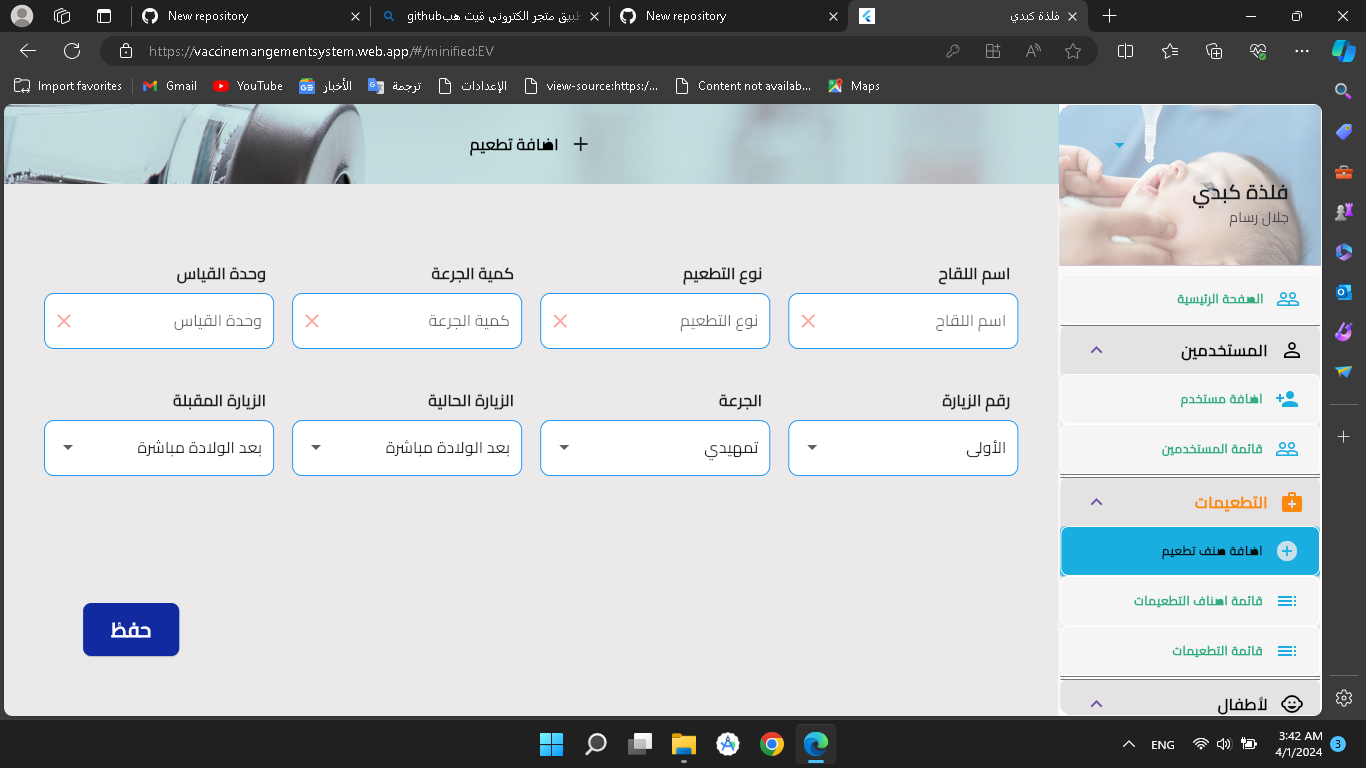 New repository
تطبيق متجر الكتروني قيت هبgithub
New repository
فلذة كبدي
https://vaccinemangementsystem.web.app/#/minified:EV
Import favorites
Gmail
YouTube
الأخبار
ترجمة
الإعدادات
view-source:https:/...
Content not availab...
Maps
اضافة تطعيم
فلذة كبدي
جلال رسام
اسم اللقاح
نوع التطعيم
كمية الجرعة
وحدة القياس
اسم اللقاح
نوع التطعيم
كمية الجرعة
وحدة القياس
رقم الزيارة
الجرعة
الزيارة الحالية
الزيارة المقبلة
الأولى
تمهيدي
بعد الولادة مباشرة
بعد الولادة مباشرة
حفظ
الصفحة الرئيسية
المستخدمين
اضافة مستخدم
قائمة المستخدمين
التطعيمات
اضافة صنف تطعيم
قائمة اصناف التطعيمات
قائمة التطعيمات
لأطفال
ENG
3:42 AM
4/1/2024
3